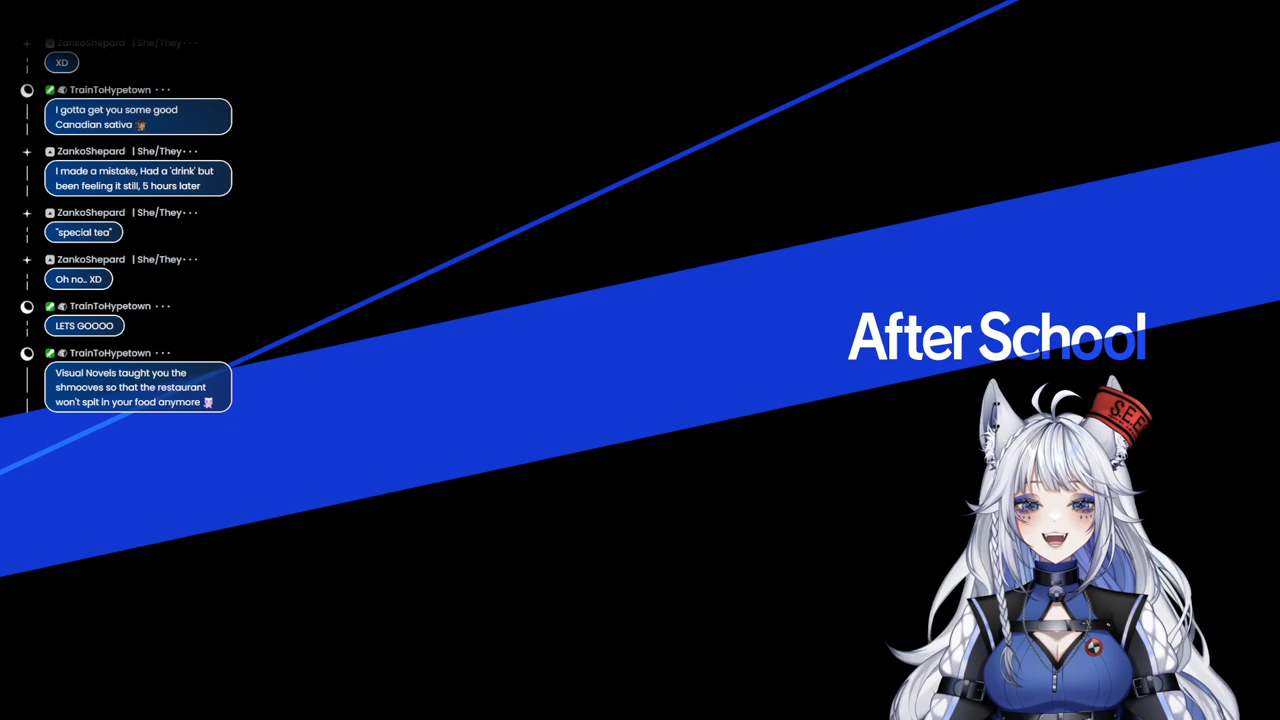 ZankoShepard | She/They···
XD
TrainToHypetown ···
I gotta get you some good
Canadian sativa
ZankoShepard | She/They···
I made a mistake, Had a 'drink' but
been feeling it still, 5 hours later
ZankoShepard | She/They···
"special tea"
ZankoShepard | She/They···
Oh no.. XD
TrainToHypetown ···
LETS GOOOO
TrainToHypetown ···
Visual Novels taught you the
shmooves so that the restaurant
won't spit in your food anymore
After School
S.E.E